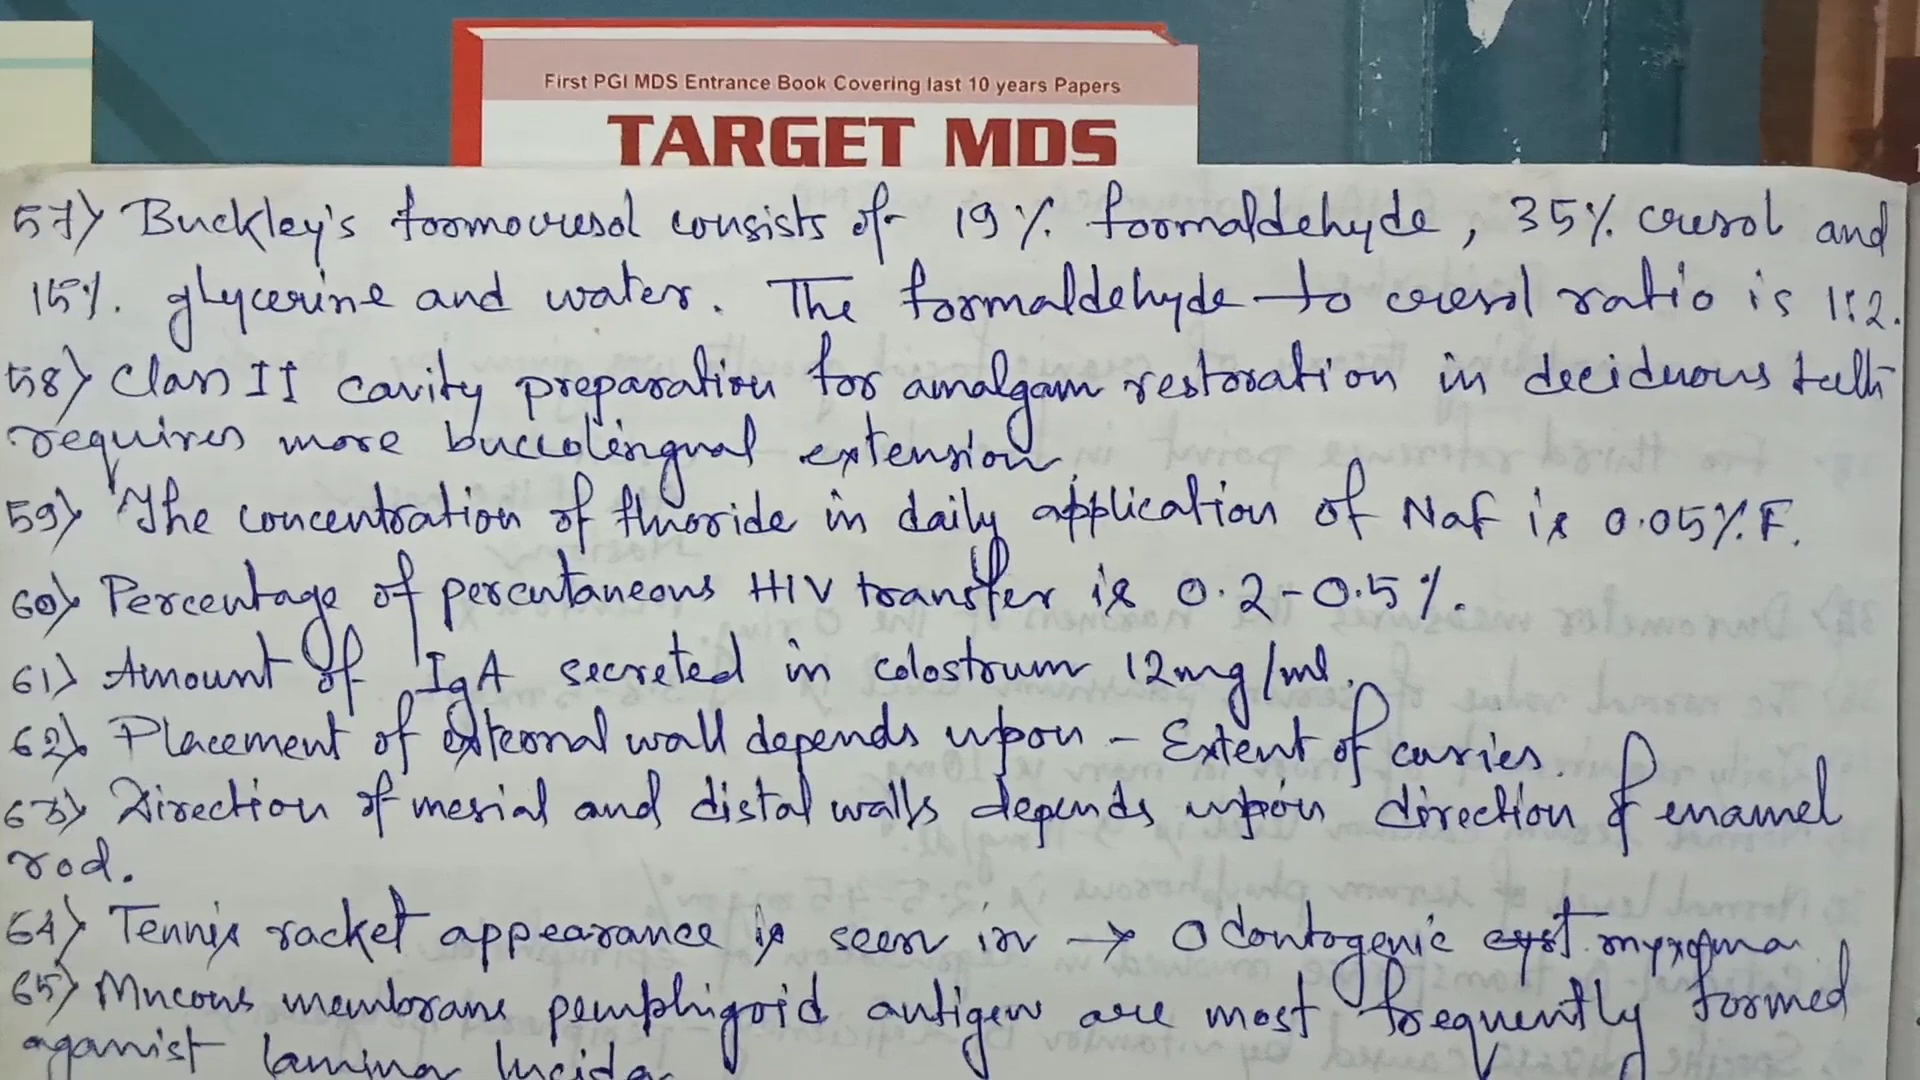 First PGI MDS Entrance Book Covering last 10 years Papers
TARGET MDS
57) Buckley's formocresol consists of 19% formaldehyde, 35% cresol and
15% glycerine and water. The formaldehyde to cresol ratio is 1:2.
58) Class II cavity preparation for amalgam restoration in deciduous teeth
requires more buccolingual extension.
59) The concentration of fluoride in daily application of NaF is 0.05% F.
60) Percentage of percutaneous HIV transfer is 0.2-0.5%.
61) Amount of IgA secreted in colostrum 12mg/ml.
62) Placement of external wall depends upon - Extent of caries.
63) Direction of mesial and distal walls depends upon direction of enamel
rod.
64) Tennis racket appearance is seen in → Odontogenic cyst myxoma
65) Mucous membrane pemphigoid antigen are most frequently formed
aganist lamina lucida